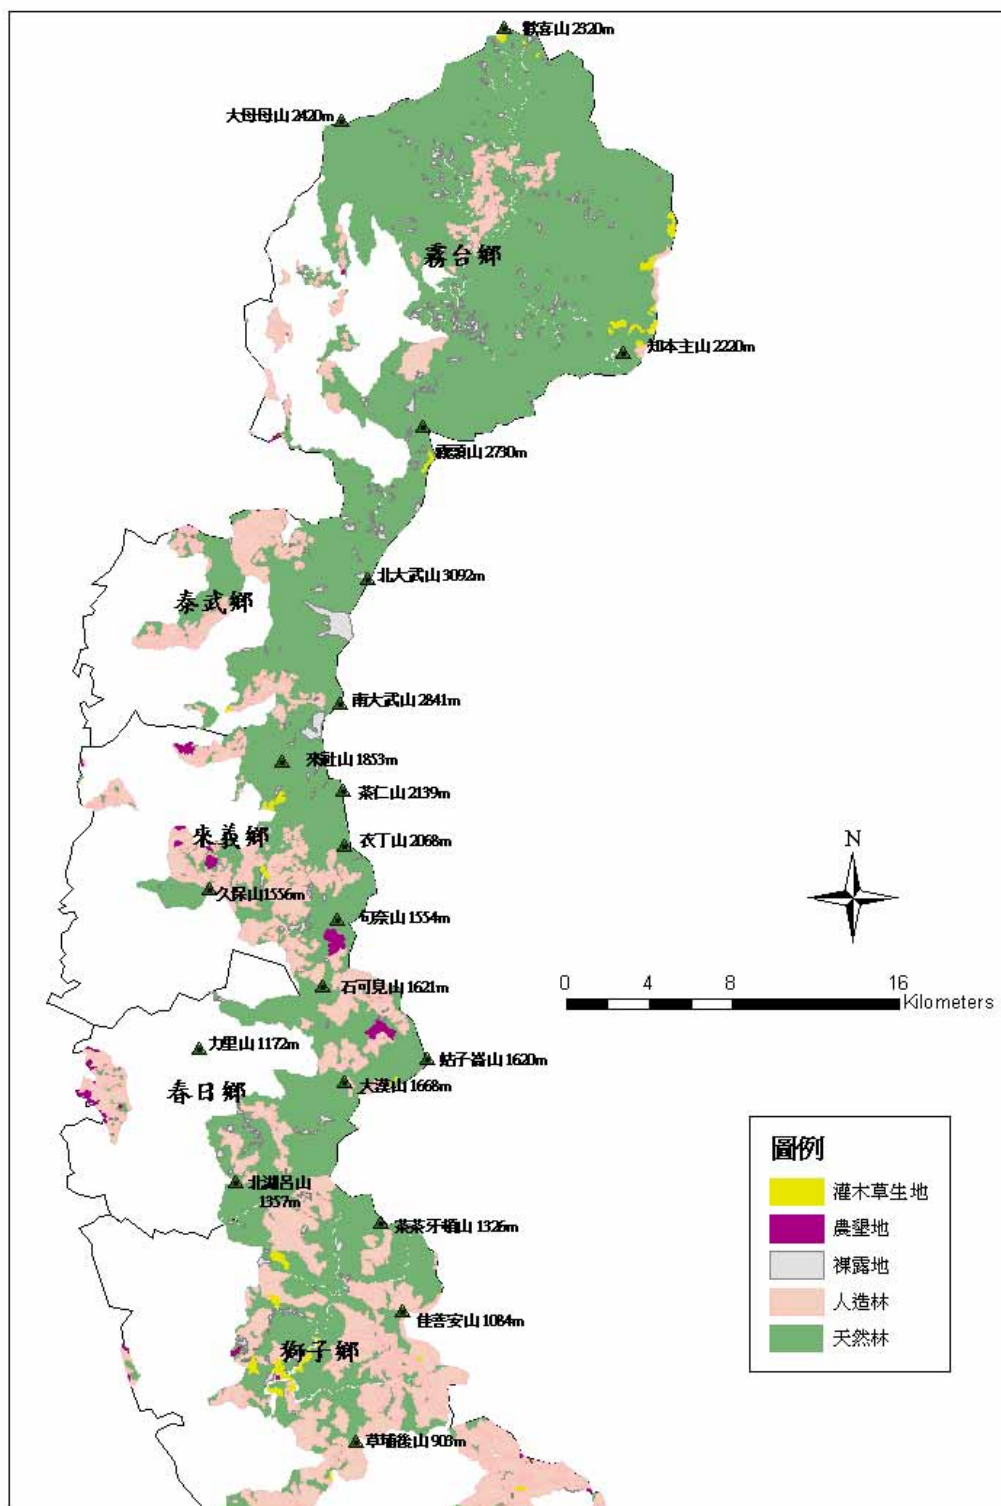 歡喜山 2320m
大母母山 2420m
霧台鄉
知本主山 2220m
霧頭山 2730m
北大武山 3092m
泰武鄉
南大武山 2841m
來社山 1853m
茶仁山 2139m
來義鄉
衣丁山 2068m
久保山 1556m
句奈山 1554m
石可見山 1621m
力里山 1172m
姑子崙山 1620m
大漢山 1668m
春日鄉
北湖呂山
1357m
茶茶牙頓山 1326m
佳菩安山 1084m
獅子鄉
草埔後山 903m
N
0 4 8 16
Kilometers
圖例
灌木草生地
農墾地
裸露地
人造林
天然林